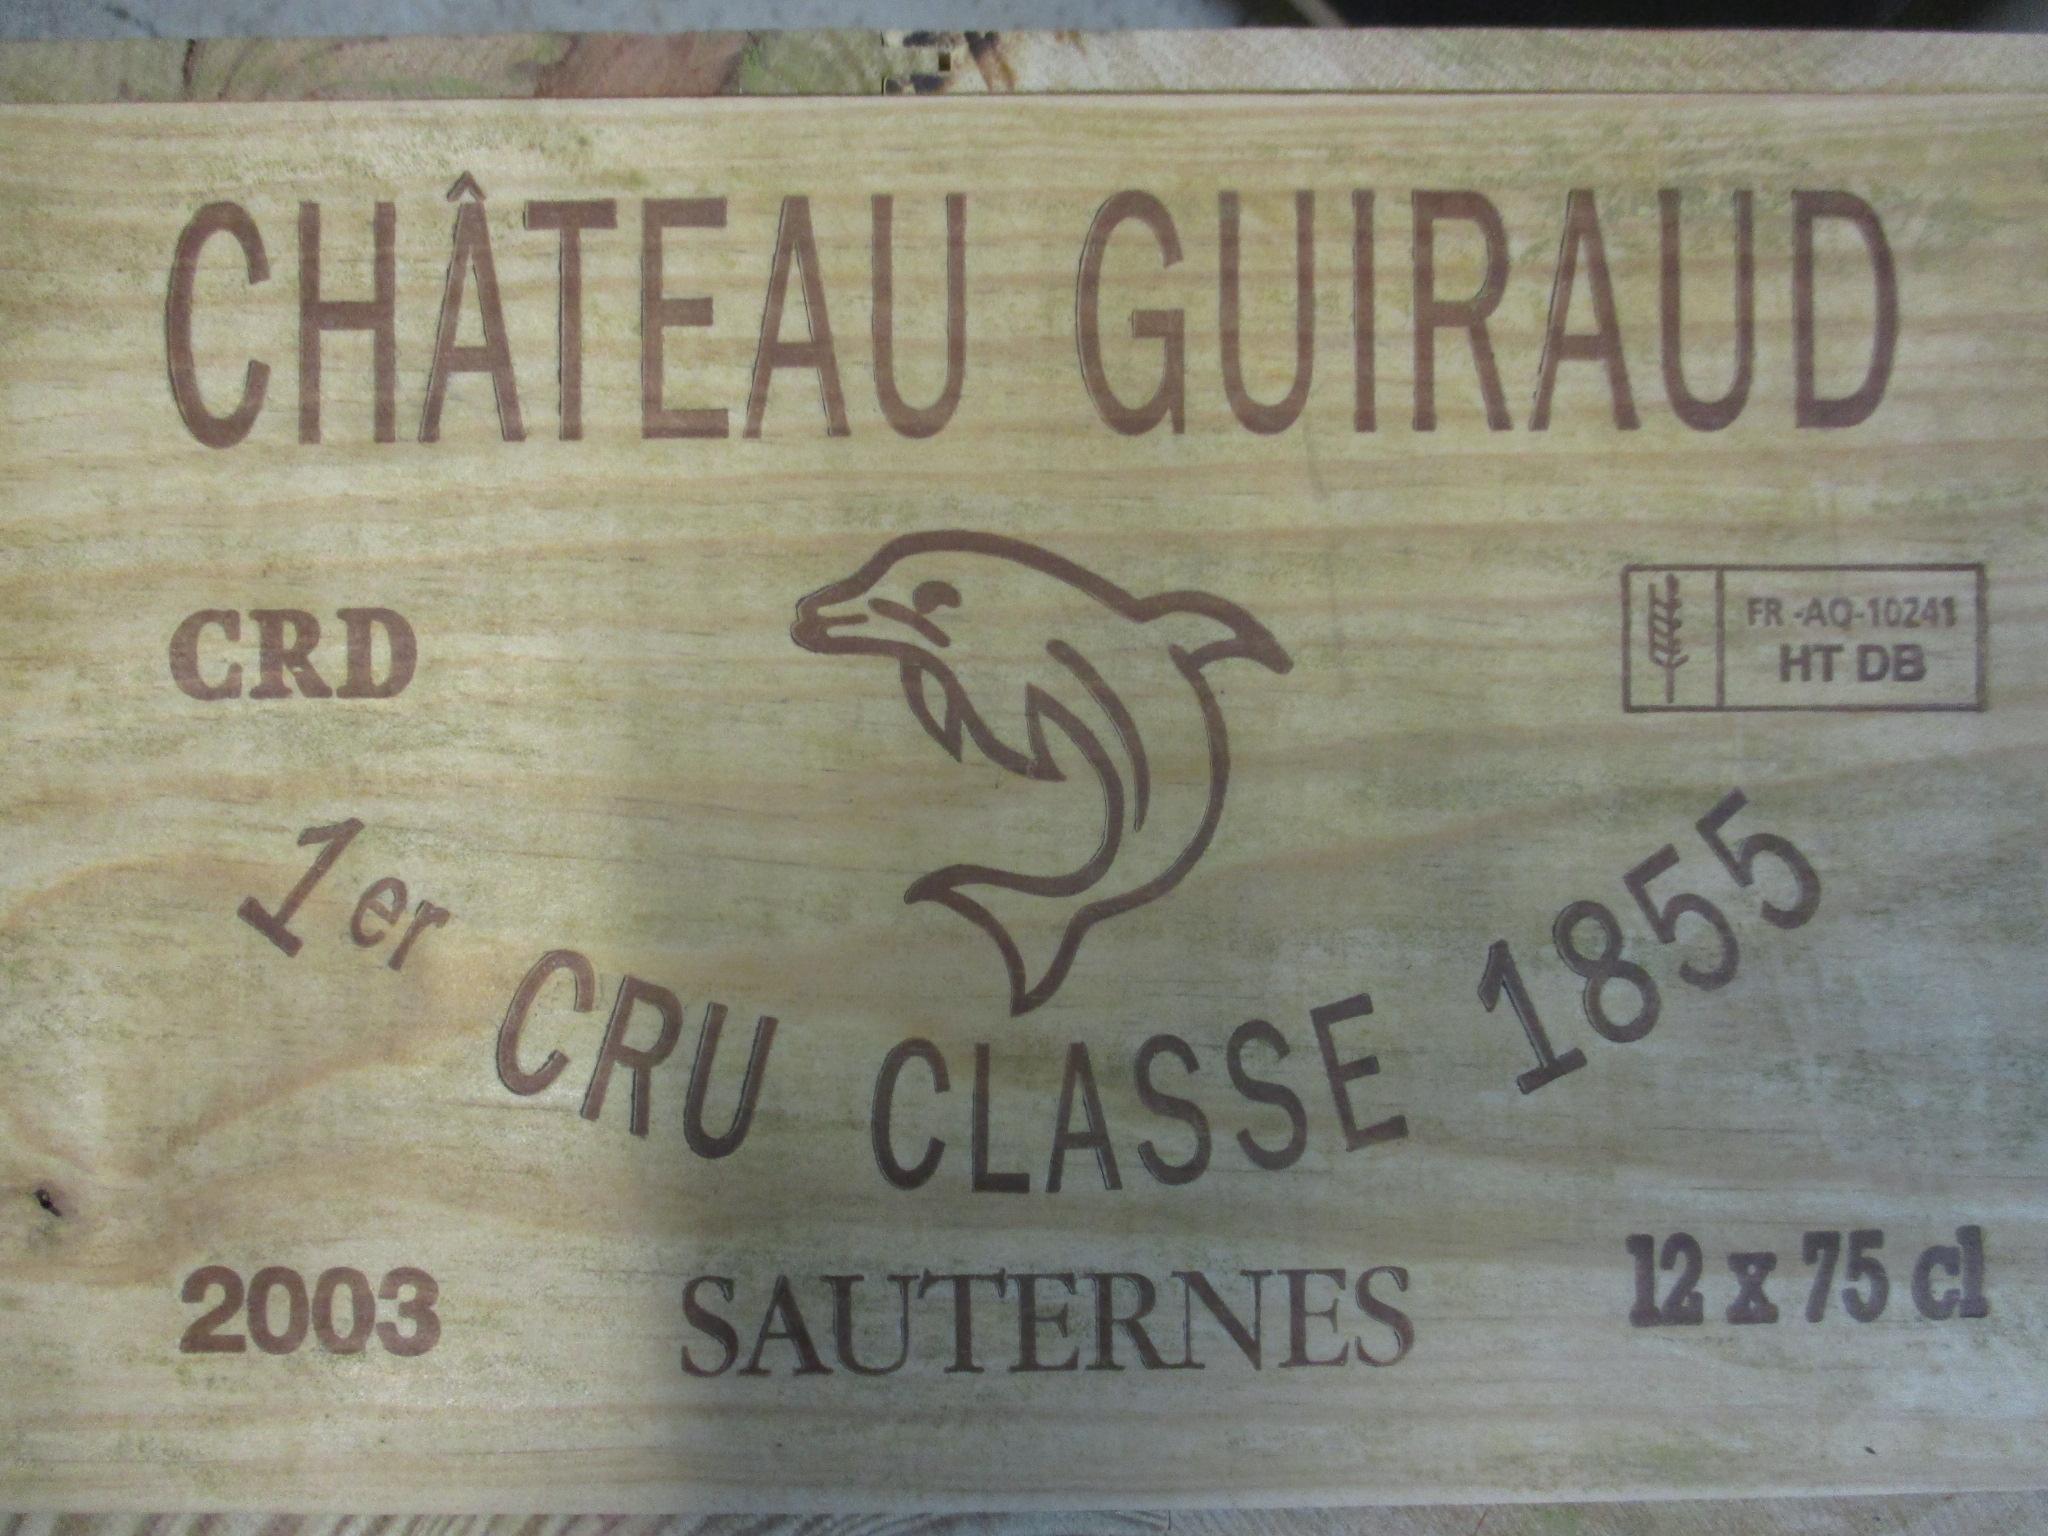 CHÂTEAU GUIRAUD
CRD
FR -AQ-10241
HT DB
1er CRU CLASSE 1855
2003
SAUTERNES
12 x 75 cl